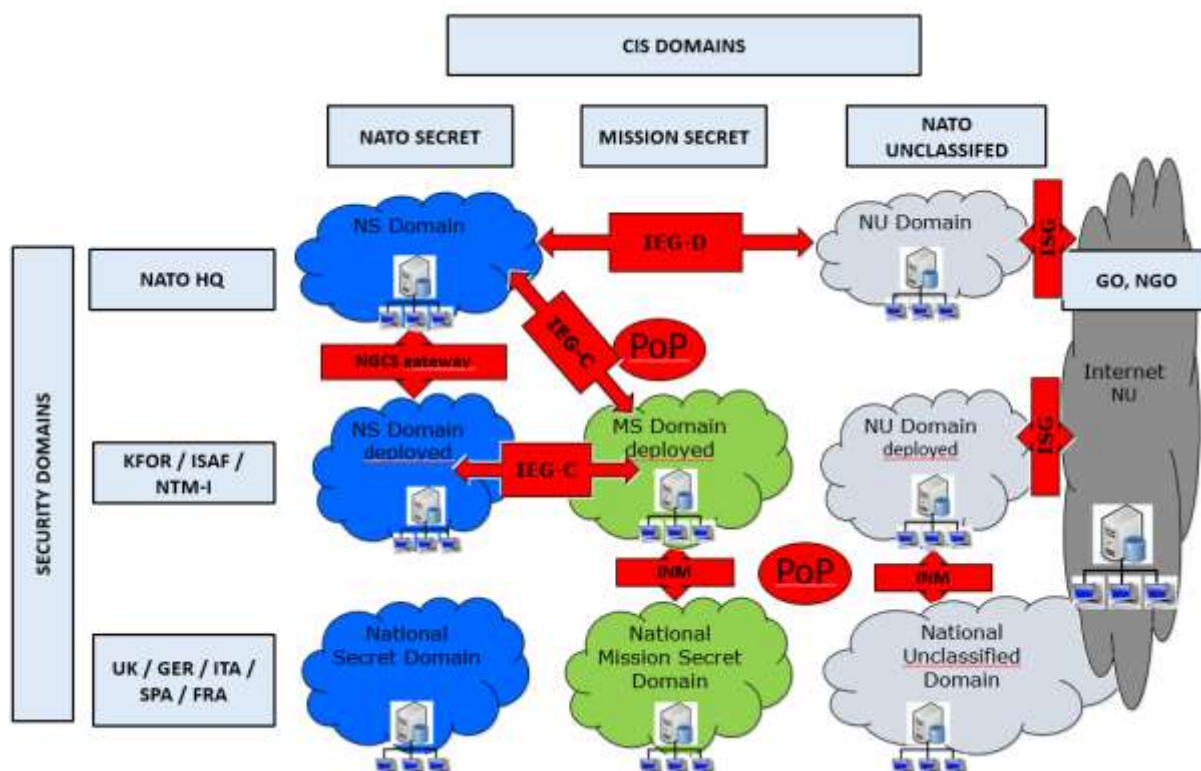 CIS DOMAINS
NATO SECRET
MISSION SECRET
NATO
UNCLASSIFED
NS Domain
IEG-D
NU Domain
ISG
NATO HQ
GO, NGO
IEG-C
PoP
NGCS gateway
Internet
NU
SECURITY DOMAINS
KFOR / ISAF /
NTM-I
NS Domain
deployed
IEG-C
MS Domain
deployed
NU Domain
deployed
ISG
INM
PoP
INM
UK / GER / ITA /
SPA / FRA
National
Secret Domain
National
Mission Secret
Domain
National
Unclassified
Domain